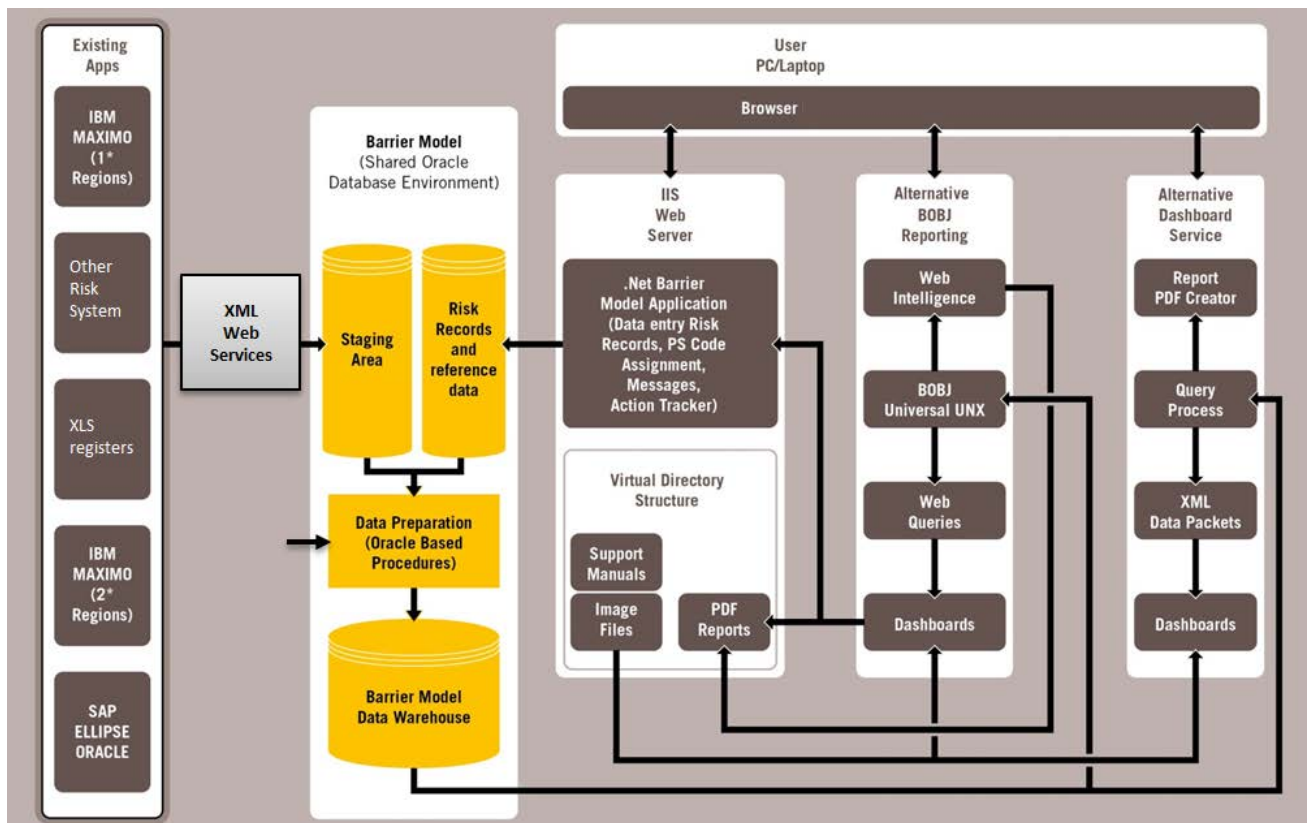 Existing
Apps
IBM
MAXIMO
(1*
Regions)
Other
Risk
System
XLS
registers
IBM
MAXIMO
(2*
Regions)
SAP
ELLIPSE
ORACLE
XML
Web
Services
Barrier Model
(Shared Oracle
Database Environment)
Staging
Area
Risk
Records
and
reference
data
Data Preparation
(Oracle Based
Procedures)
Barrier Model
Data Warehouse
User
PC/Laptop
Browser
IIS
Web
Server
.Net Barrier
Model Application
(Data entry Risk
Records, PS Code
Assignment,
Messages,
Action Tracker)
Virtual Directory
Structure
Support
Manuals
Image
Files
PDF
Reports
Alternative
BOBJ
Reporting
Web
Intelligence
BOBJ
Universal UNX
Web
Queries
Dashboards
Alternative
Dashboard
Service
Report
PDF Creator
Query
Process
XML
Data Packets
Dashboards